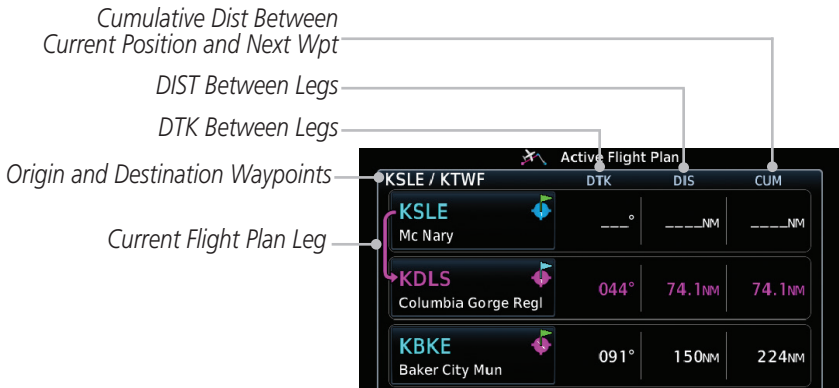 Cumulative Dist Between
Current Position and Next Wpt
DIST Between Legs
DTK Between Legs
Origin and Destination Waypoints
Current Flight Plan Leg
Active Flight Plan
KSLE / KTWF DTK DIS CUM
KSLE
Mc Nary
___° ____NM ____NM
KDLS
Columbia Gorge Regl
044° 74.1NM 74.1NM
KBKE
Baker City Mun
091° 150NM 224NM